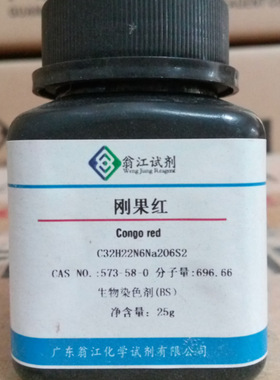 翁江试剂
Weng Jiang Reagent
刚果红
Congo red
C32H22N6Na2O6S2
CAS NO.:573-58-0 分子量:696.66
生物染色剂(BS)
净含量: 25g
广东翁江化学试剂有限公司